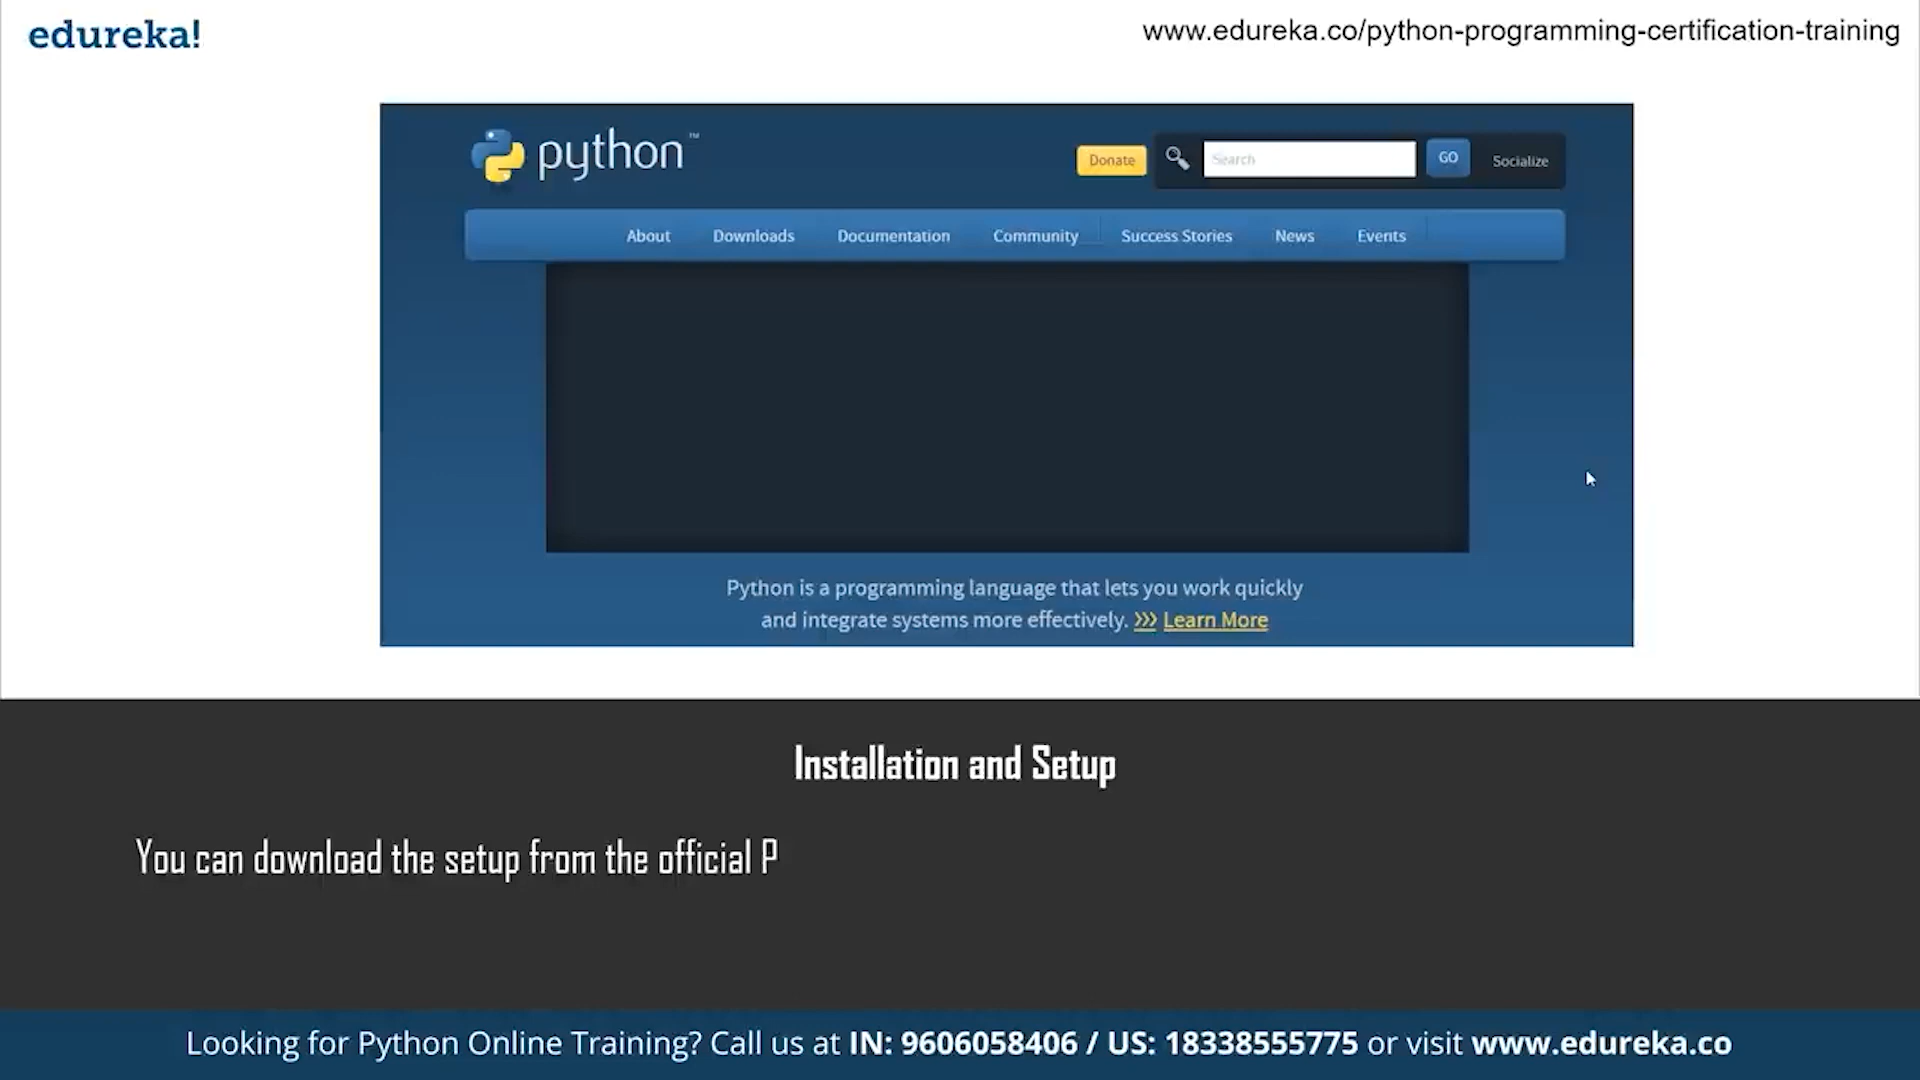 edureka!
www.edureka.co/python-programming-certification-training
python™
Donate
Search
GO
Socialize
About
Downloads
Documentation
Community
Success Stories
News
Events
Python is a programming language that lets you work quickly
and integrate systems more effectively. >>> Learn More
Installation and Setup
You can download the setup from the official P
Looking for Python Online Training? Call us at IN: 9606058406 / US: 18338555775 or visit www.edureka.co